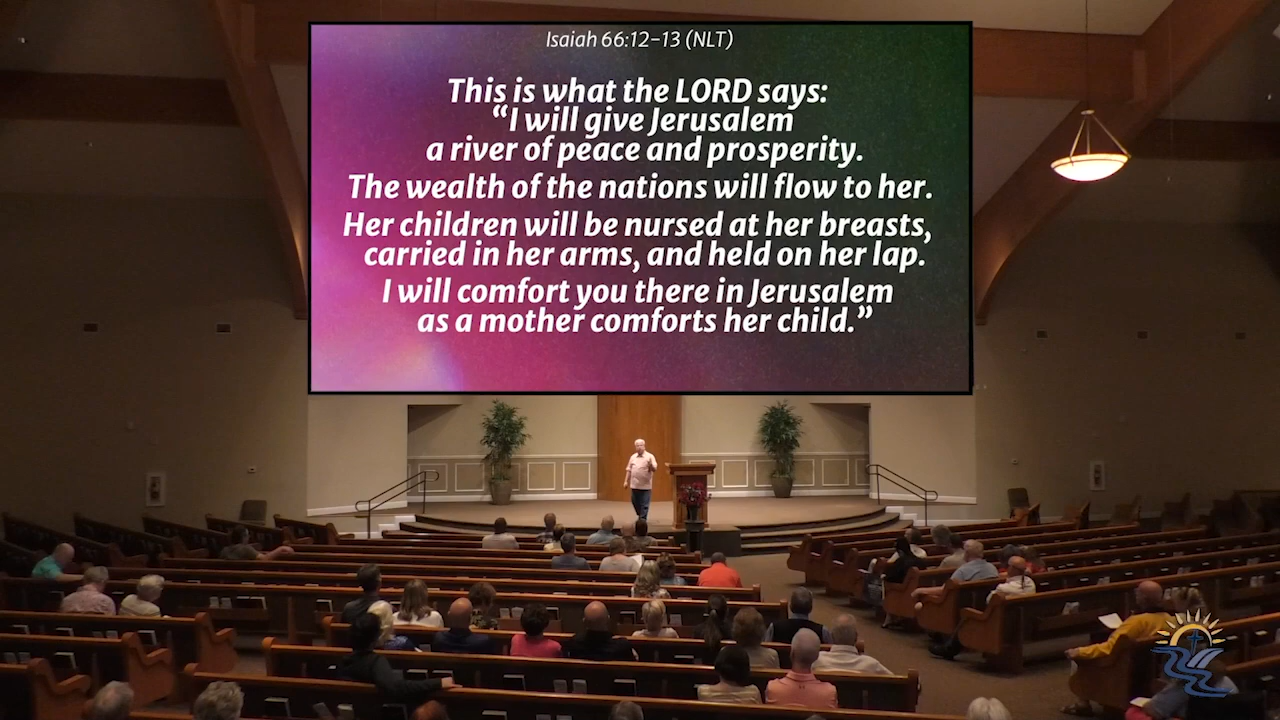 Isaiah 66:12-13 (NLT)
This is what the LORD says:
“I will give Jerusalem
a river of peace and prosperity.
The wealth of the nations will flow to her.
Her children will be nursed at her breasts,
carried in her arms, and held on her lap.
I will comfort you there in Jerusalem
as a mother comforts her child.”